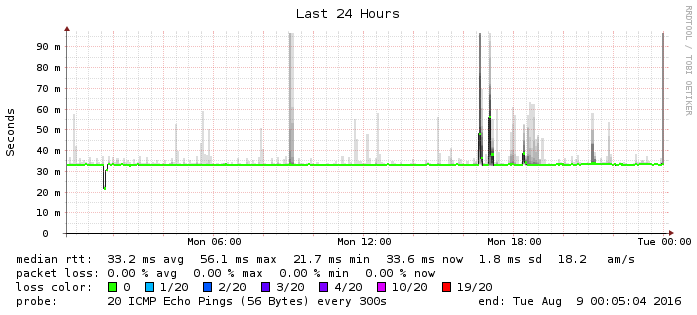 Last 24 Hours
RRDTOOL / TOBI OETIKER
Seconds
90 m
80 m
70 m
60 m
50 m
40 m
30 m
20 m
10 m
0
Mon 06:00 Mon 12:00 Mon 18:00 Tue 00:00
median rtt: 33.2 ms avg 56.1 ms max 21.7 ms min 33.6 ms now 1.8 ms sd 18.2 am/s
packet loss: 0.00 % avg 0.00 % max 0.00 % min 0.00 % now
loss color: 0 1/20 2/20 3/20 4/20 10/20 19/20
probe: 20 ICMP Echo Pings (56 Bytes) every 300s end: Tue Aug 9 00:05:04 2016